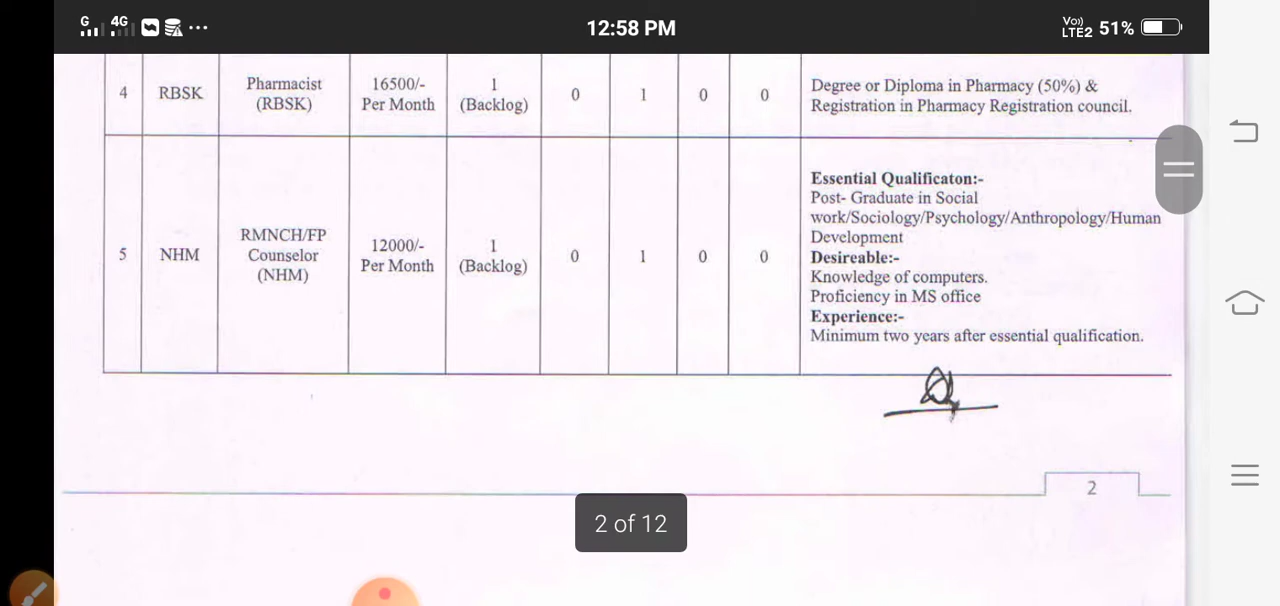 G 4G ... 12:58 PM Vo)) LTE2 51%
4 RBSK Pharmacist (RBSK) 16500/- Per Month 1 (Backlog) 0 1 0 0 Degree or Diploma in Pharmacy (50%) & Registration in Pharmacy Registration council.
5 NHM RMNCH/FP Counselor (NHM) 12000/- Per Month 1 (Backlog) 0 1 0 0
Essential Qualificaton:-
Post- Graduate in Social
work/Sociology/Psychology/Anthropology/Human
Development
Desireable:-
Knowledge of computers.
Proficiency in MS office
Experience:-
Minimum two years after essential qualification.
2
2 of 12